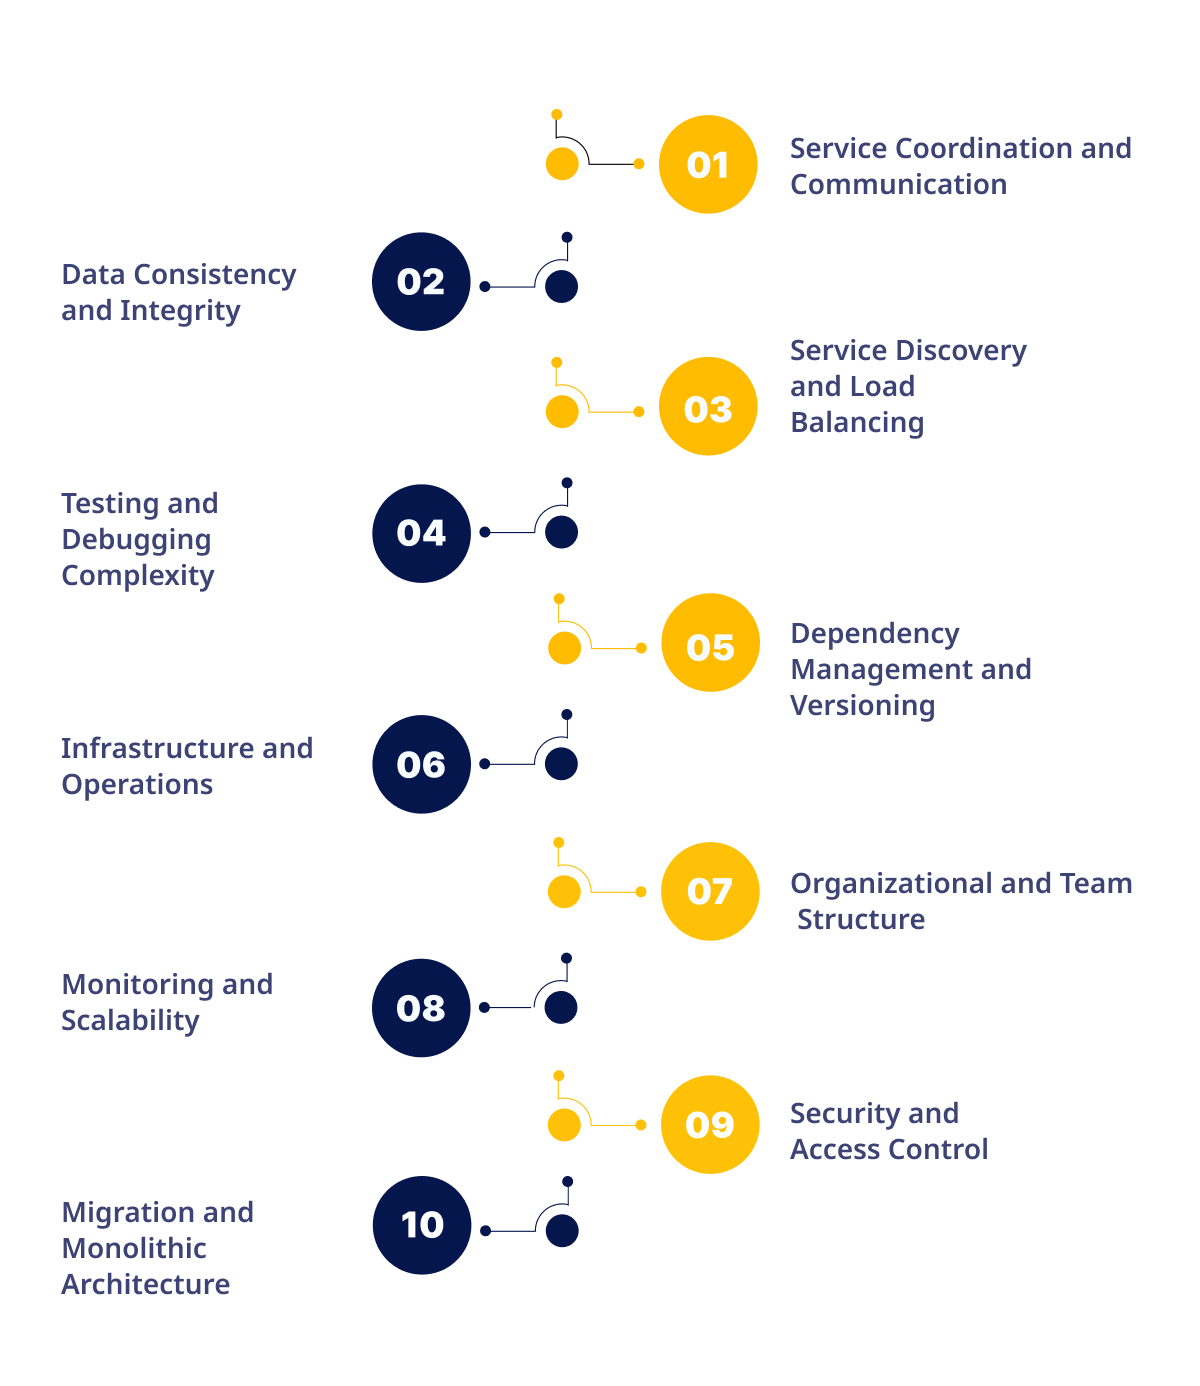 01
Service Coordination and
Communication
02
Data Consistency
and Integrity
03
Service Discovery
and Load
Balancing
04
Testing and
Debugging
Complexity
05
Dependency
Management and
Versioning
06
Infrastructure and
Operations
07
Organizational and Team
Structure
08
Monitoring and
Scalability
09
Security and
Access Control
10
Migration and
Monolithic
Architecture